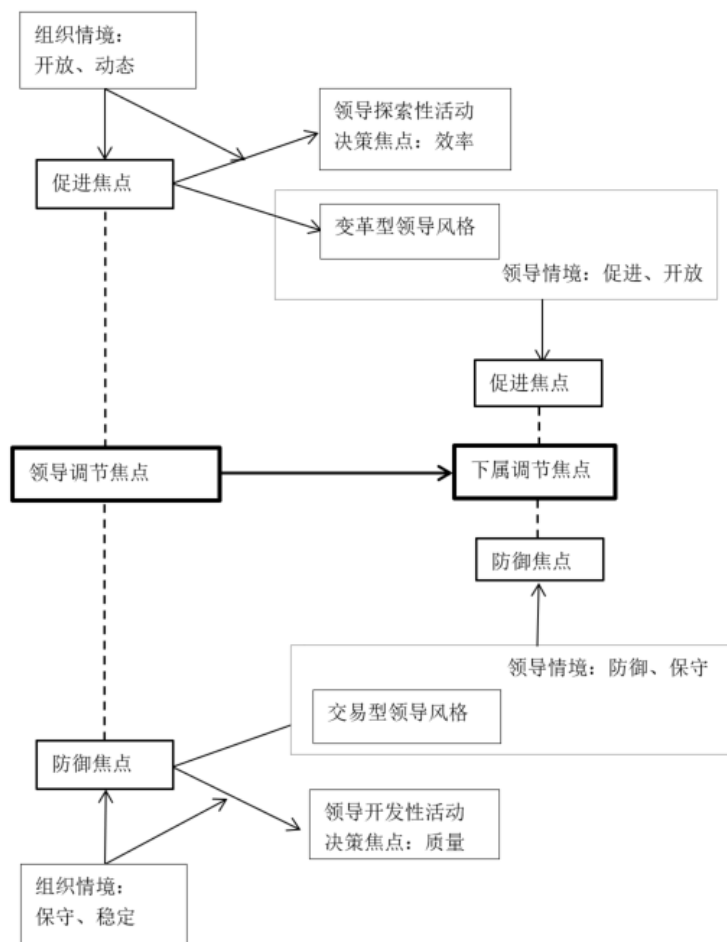 组织情境：
开放、动态
领导探索性活动
决策焦点：效率
促进焦点
变革型领导风格
领导情境：促进、开放
促进焦点
领导调节焦点
下属调节焦点
防御焦点
领导情境：防御、保守
交易型领导风格
防御焦点
领导开发性活动
决策焦点：质量
组织情境：
保守、稳定